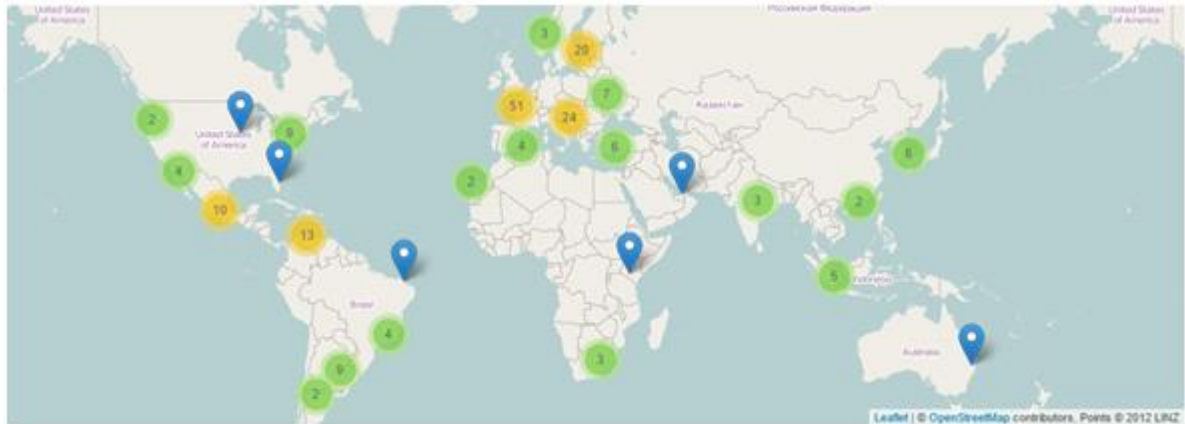 United States
of America
Российская Федерация
United States
of America
3
20
7
51
24
2
9
United States
of America
Казахстан
4
6
6
4
2
3
2
10
13
5
Brasil
4
Australia
3
9
2
Leaflet | © OpenStreetMap contributors, Points © 2012 LINZ